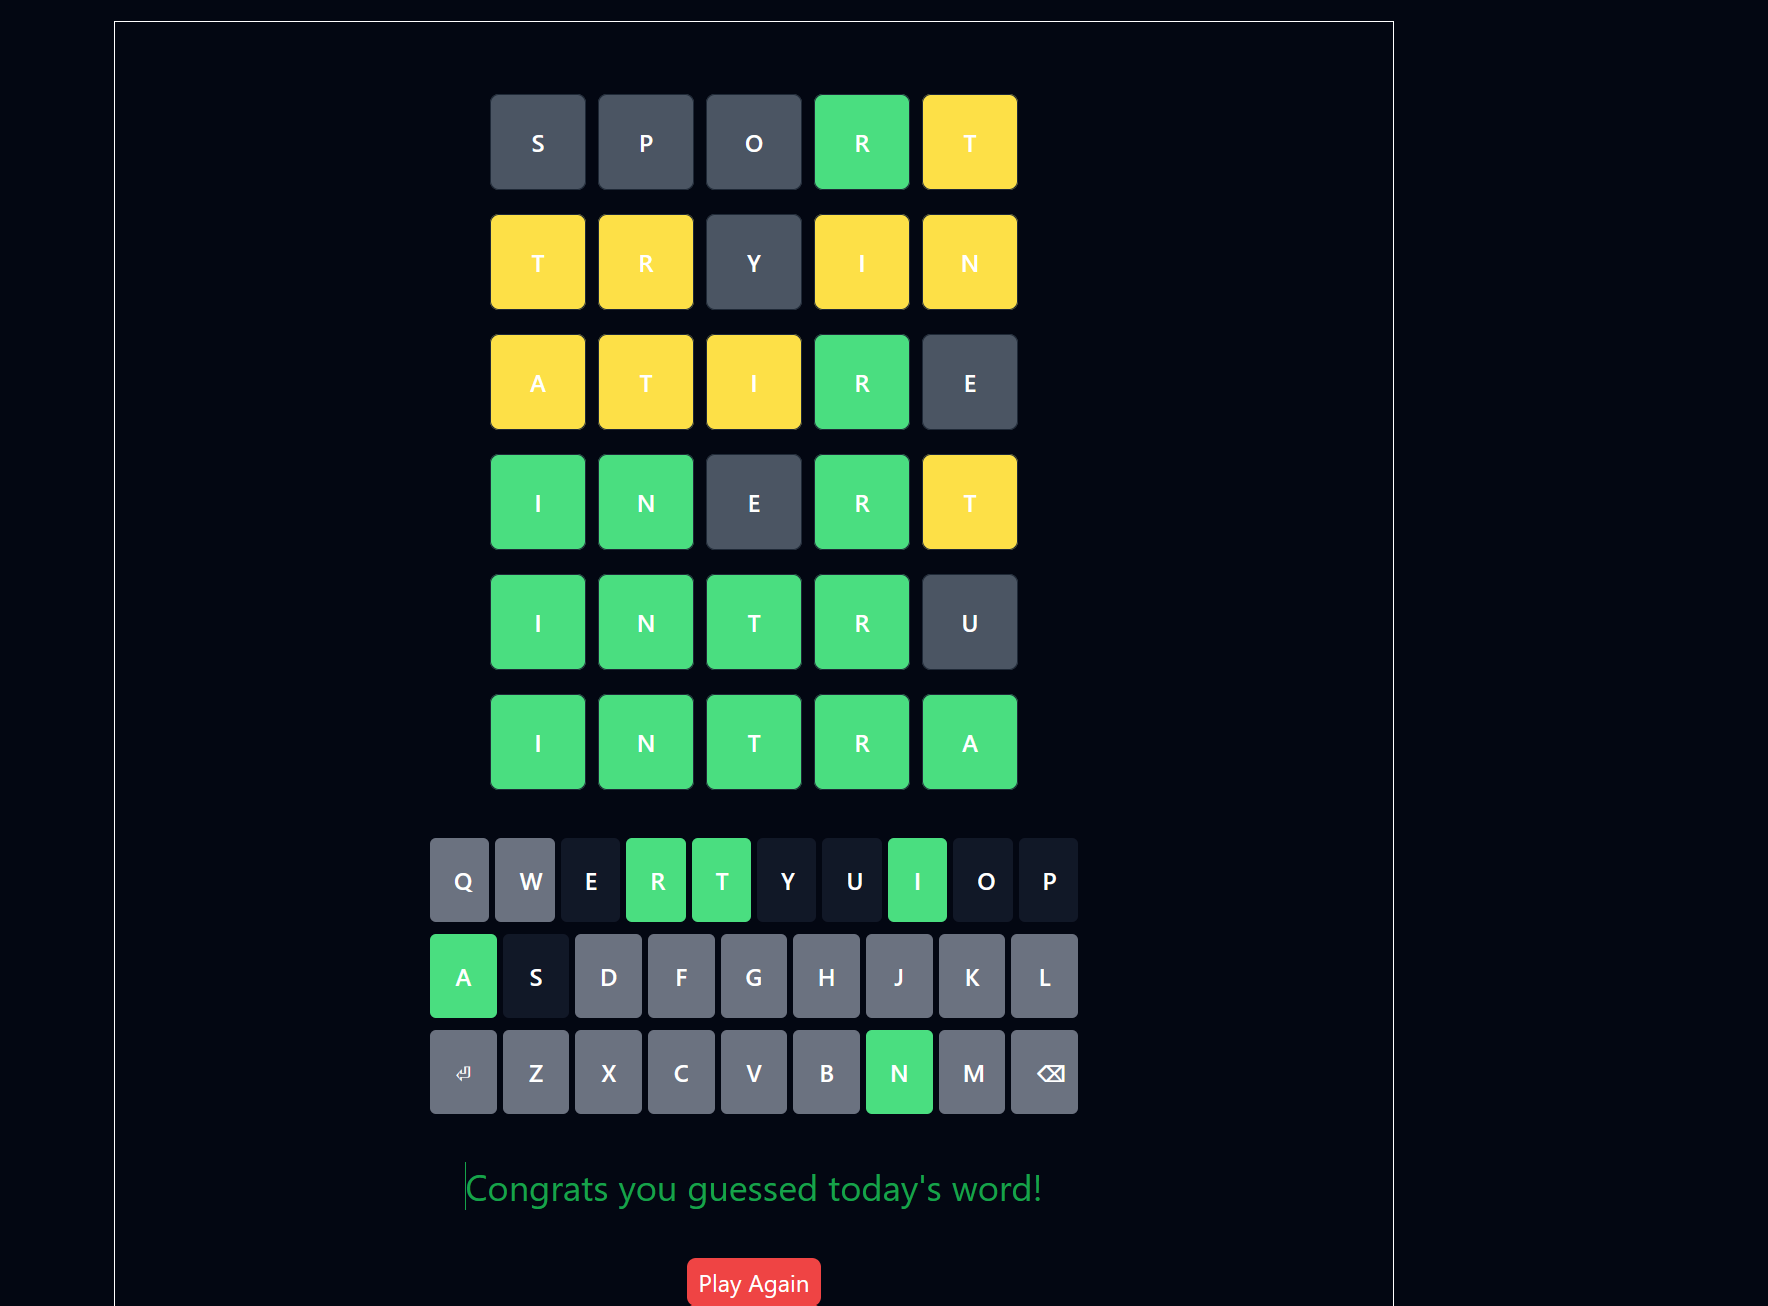 S P O R T
T R Y I N
A T I R E
I N E R T
I N T R U
I N T R A
Q W E R T Y U I O P
A S D F G H J K L
⏎ Z X C V B N M ⌫
Congrats you guessed today's word!
Play Again